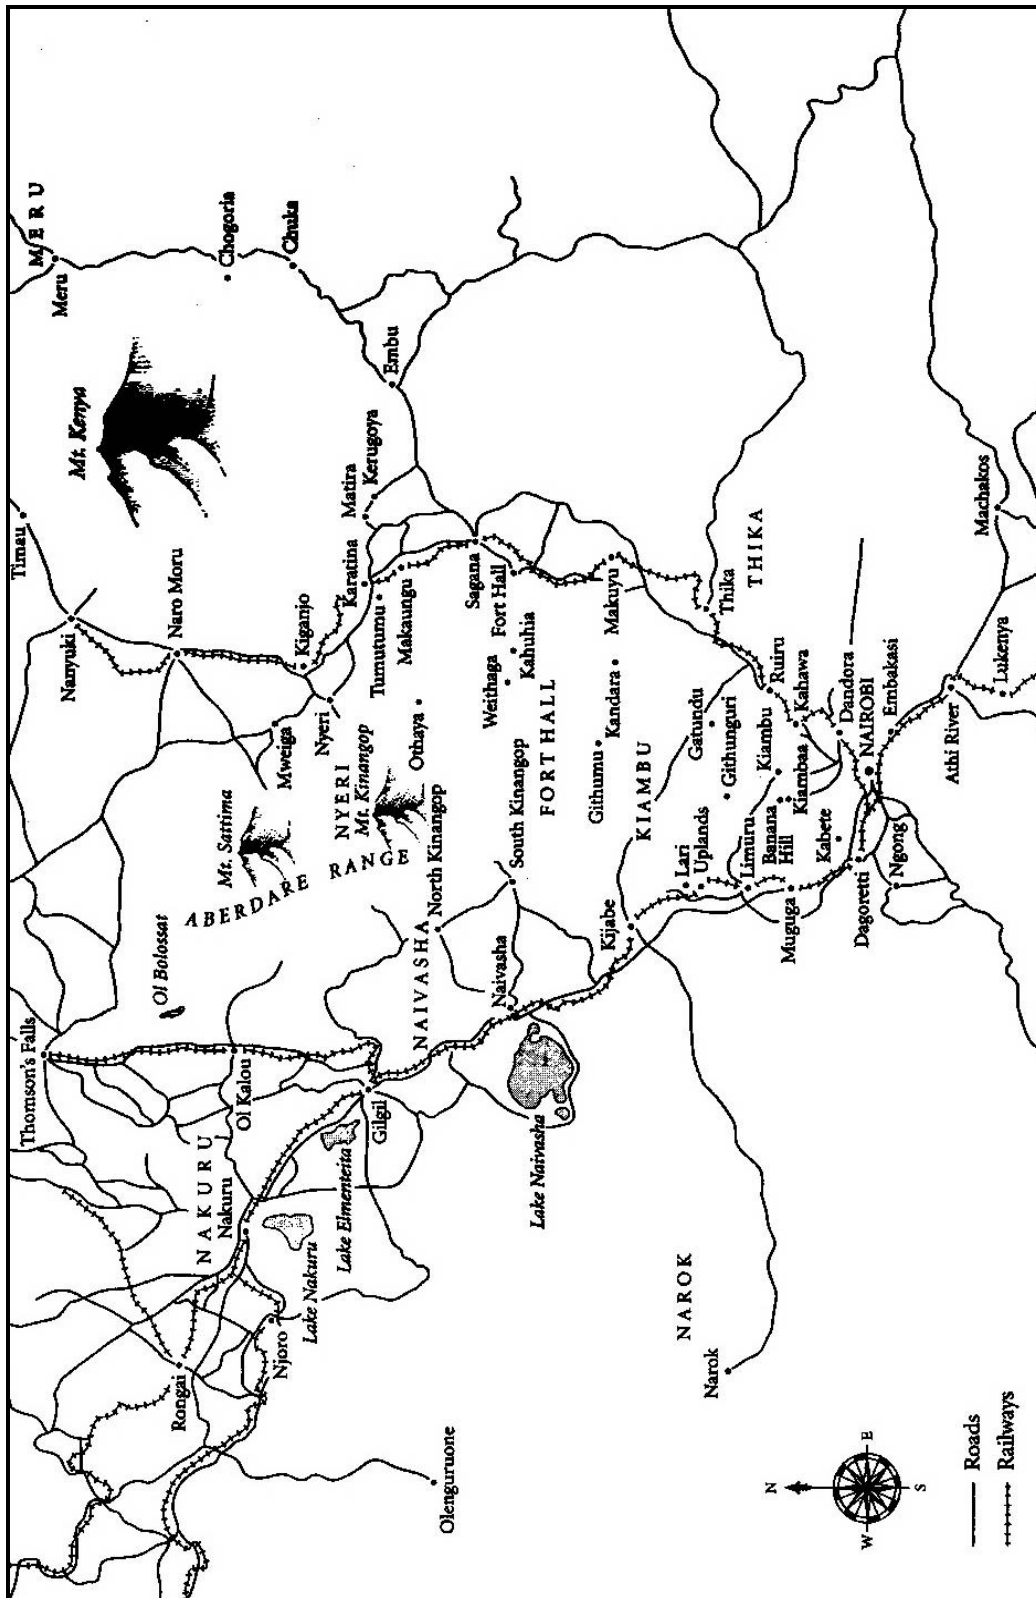 Thomson's Falls
Timau
MERU
Meru
Nanyuki
Mt. Kenya
Ol Bolossat
Naro Moru
Rongai
NAKURU
Nakuru
ABERDARE RANGE
Mt. Sattima
Chogoria
Ol Kalou
Mweiga
Kiganjo
Chuka
Njoro
Lake Nakuru
Nyeri
NYERI
Lake Elmenteita
Karatina
Matira
Mt. Kinangop
Kerugoya
Gilgil
Tumutumu
Embu
Makaungu
Othaya
NAIVASHA
North Kinangop
Olenguruone
Sagana
Naivasha
Weithaga
Fort Hall
South Kinangop
Kahuhia
Lake Naivasha
FORT HALL
Githumu
Kandara
Makuyu
Kijabe
KIAMBU
NAROK
Lari
Uplands
Gatundu
Narok
Githunguri
Thika
THIKA
Limuru
Kiambu
Ruiru
Banana
Hill
Muguga
Kiambaa
Kahawa
Kabete
Dandora
Dagoretti
NAIROBI
Embakasi
Ngong
Athi River
Machakos
Lukenya
N
W
E
S
Roads
Railways